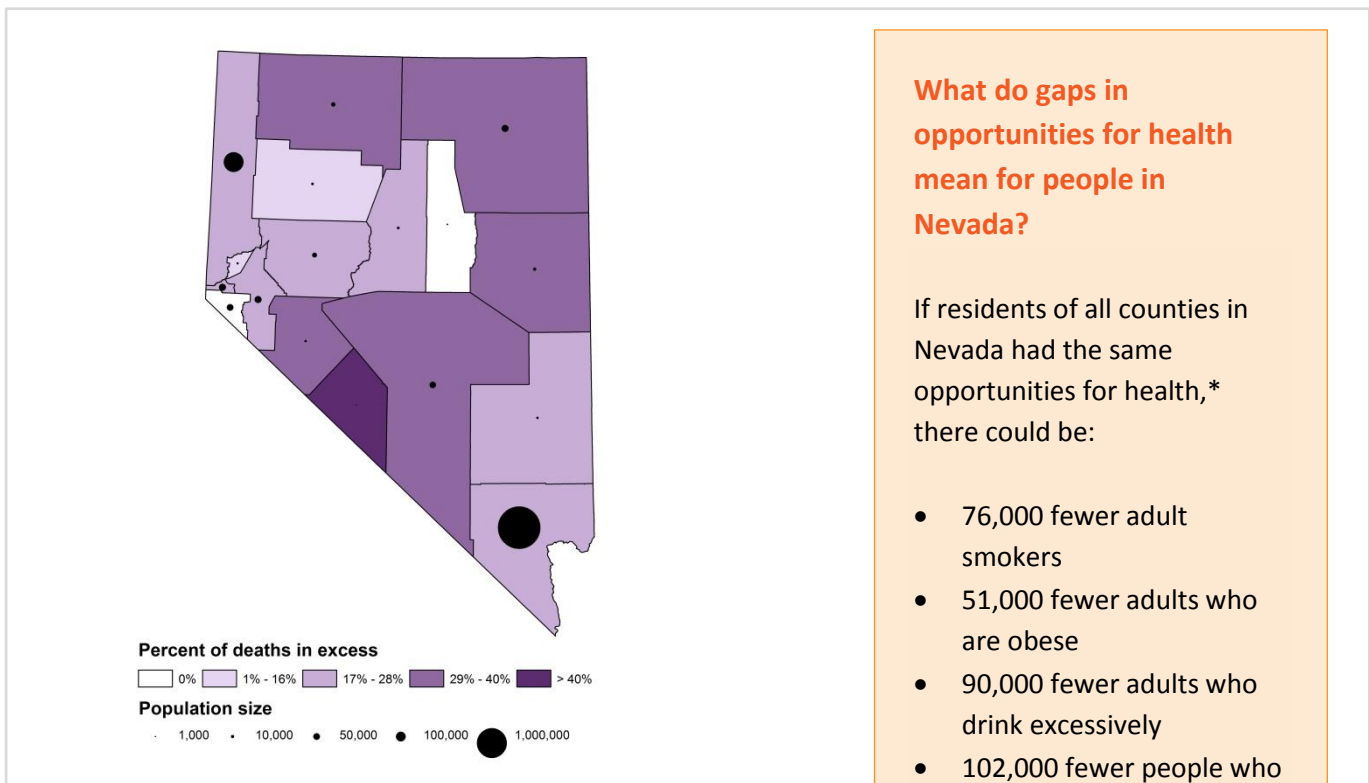 What do gaps in
opportunities for health
mean for people in
Nevada?
If residents of all counties in
Nevada had the same
opportunities for health,*
there could be:
• 76,000 fewer adult
smokers
• 51,000 fewer adults who
are obese
• 90,000 fewer adults who
drink excessively
• 102,000 fewer people who
Percent of deaths in excess
0% 1% - 16% 17% - 28% 29% - 40% > 40%
Population size
1,000 10,000 50,000 100,000 1,000,000